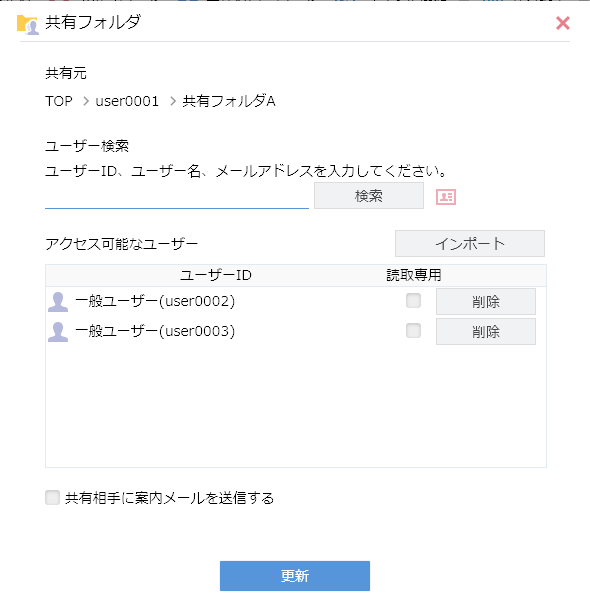 共有フォルダ
共有元
TOP > user0001 > 共有フォルダA
ユーザー検索
ユーザーID、ユーザー名、メールアドレスを入力してください。
検索
アクセス可能なユーザー インポート
ユーザーID 読取専用
一般ユーザー(user0002) 削除
一般ユーザー(user0003) 削除
共有相手に案内メールを送信する
更新